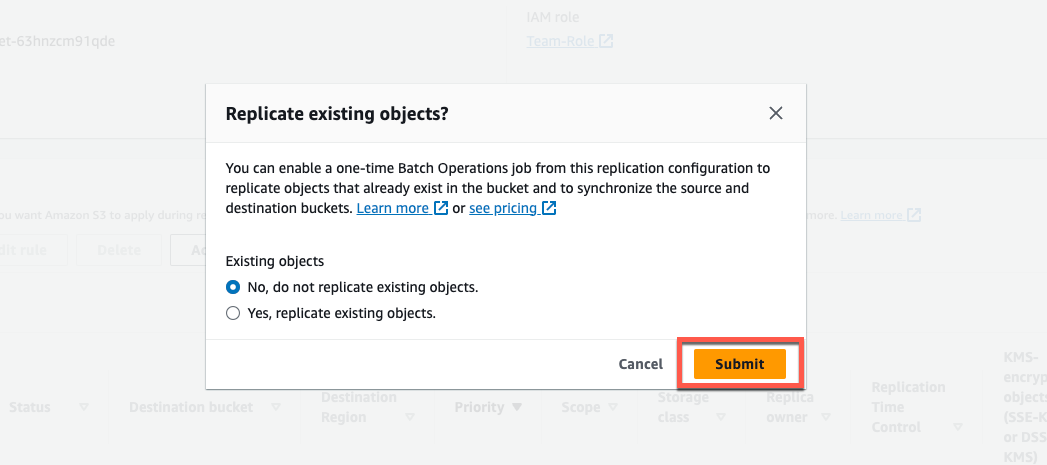 IAM role
et-63hnzcm91qde
Team-Role
Replicate existing objects?
You can enable a one-time Batch Operations job from this replication configuration to
replicate objects that already exist in the bucket and to synchronize the source and
destination buckets. Learn more or see pricing
ou want Amazon S3 to apply during re
more. Learn more
dit rule Delete Ac
Existing objects
No, do not replicate existing objects.
Yes, replicate existing objects.
Cancel Submit
Status
Destination bucket
Destination
Region
Priority
Scope
Storage
class
Replica
owner
Replication
Time
Control
KMS-
encryp
objects
(SSE-K
or DSS
KMS)